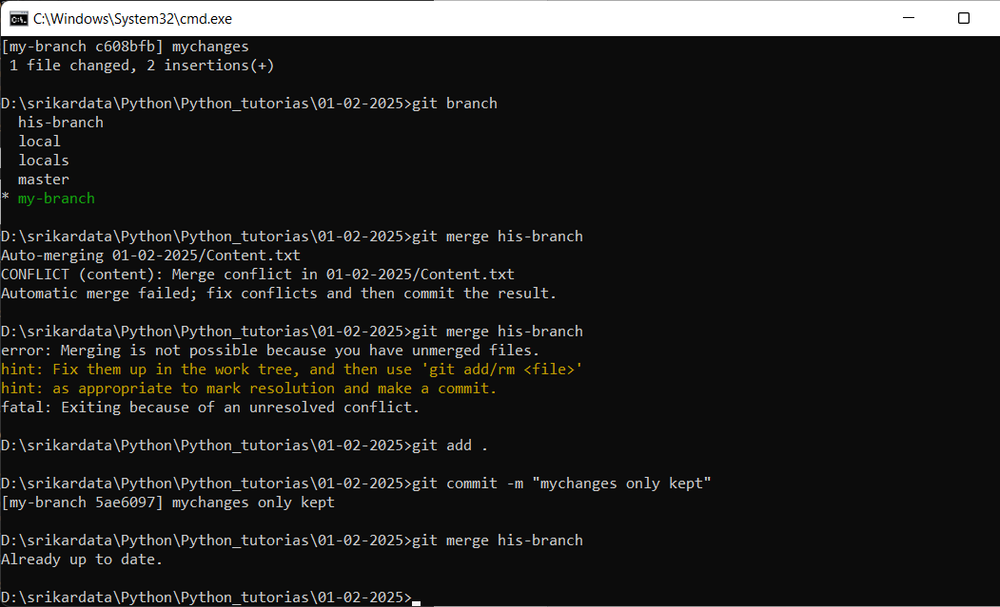 C:\Windows\System32\cmd.exe
[my-branch c608bfb] mychanges
 1 file changed, 2 insertions(+)
D:\srikardata\Python\Python_tutorias\01-02-2025>git branch
  his-branch
  local
  locals
  master
* my-branch
D:\srikardata\Python\Python_tutorias\01-02-2025>git merge his-branch
Auto-merging 01-02-2025/Content.txt
CONFLICT (content): Merge conflict in 01-02-2025/Content.txt
Automatic merge failed; fix conflicts and then commit the result.
D:\srikardata\Python\Python_tutorias\01-02-2025>git merge his-branch
error: Merging is not possible because you have unmerged files.
hint: Fix them up in the work tree, and then use 'git add/rm <file>'
hint: as appropriate to mark resolution and make a commit.
fatal: Exiting because of an unresolved conflict.
D:\srikardata\Python\Python_tutorias\01-02-2025>git add .
D:\srikardata\Python\Python_tutorias\01-02-2025>git commit -m "mychanges only kept"
[my-branch 5ae6097] mychanges only kept
D:\srikardata\Python\Python_tutorias\01-02-2025>git merge his-branch
Already up to date.
D:\srikardata\Python\Python_tutorias\01-02-2025>